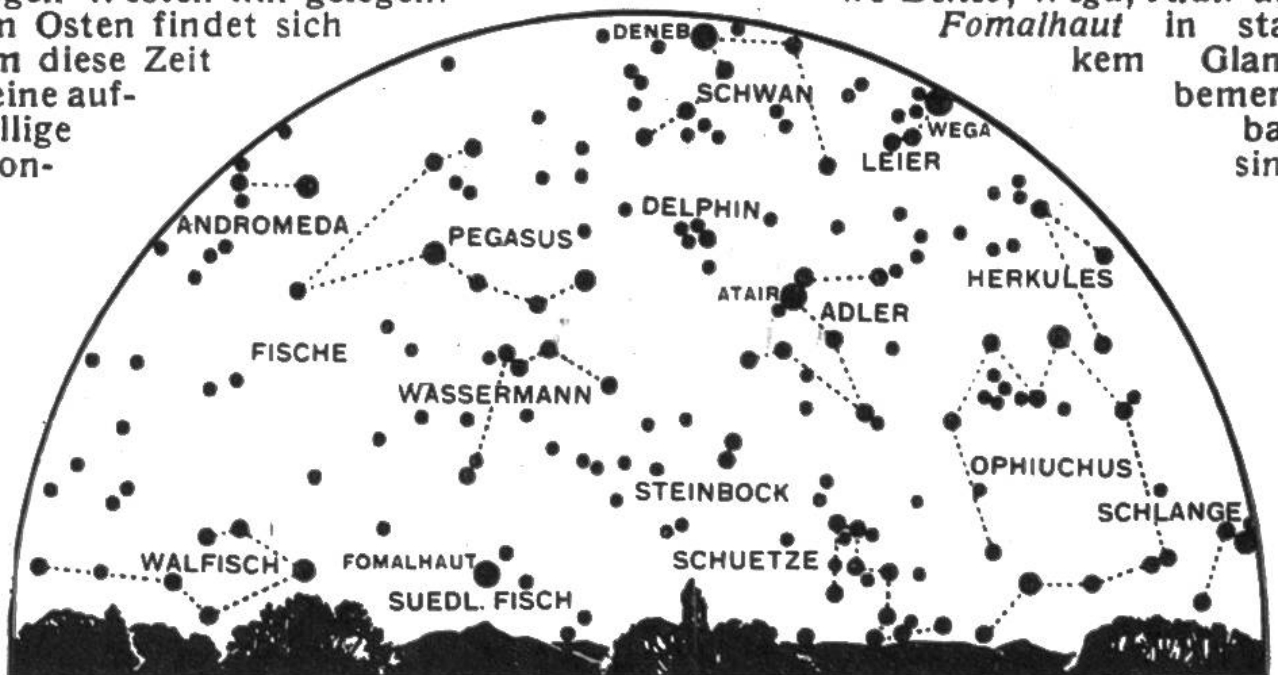 n Osten findet sich
m diese Zeit
eine auf-
llige
on-
Fomalhaut in sta
kem Glan
bemer
ba
sin
DENEB
SCHWAN
WEGA
LEIER
ANDROMEDA
PEGASUS
DELPHIN
HERKULES
ATAIR
ADLER
FISCHE
WASSERMANN
OPHIUCHUS
STEINBOCK
SCHLANGE
WALFISCH
FOMALHAUT
SCHUETZE
SUEDL. FISCH